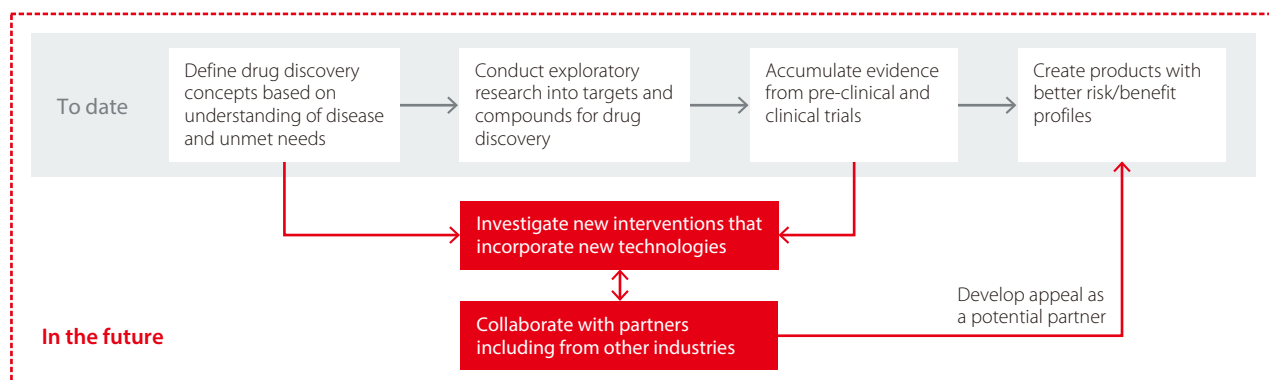 To date
Define drug discovery
concepts based on
understanding of disease
and unmet needs
Conduct exploratory
research into targets and
compounds for drug
discovery
Accumulate evidence
from pre-clinical and
clinical trials
Create products with
better risk/benefit
profiles
Investigate new interventions that
incorporate new technologies
Collaborate with partners
including from other industries
Develop appeal as
a potential partner
In the future